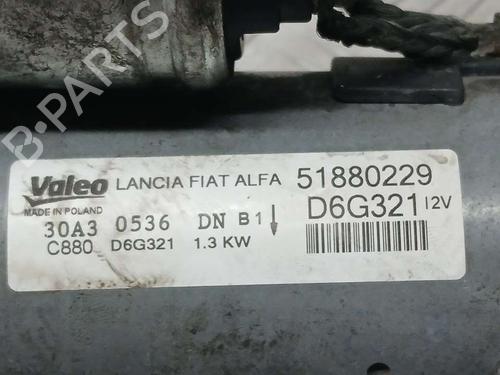 B-PARTS
Valeo LANCIA FIAT ALFA 51880229
MADE IN POLAND D6G321 12V
30A3 0536 DN B1↓
C880 D6G321 1.3 KW